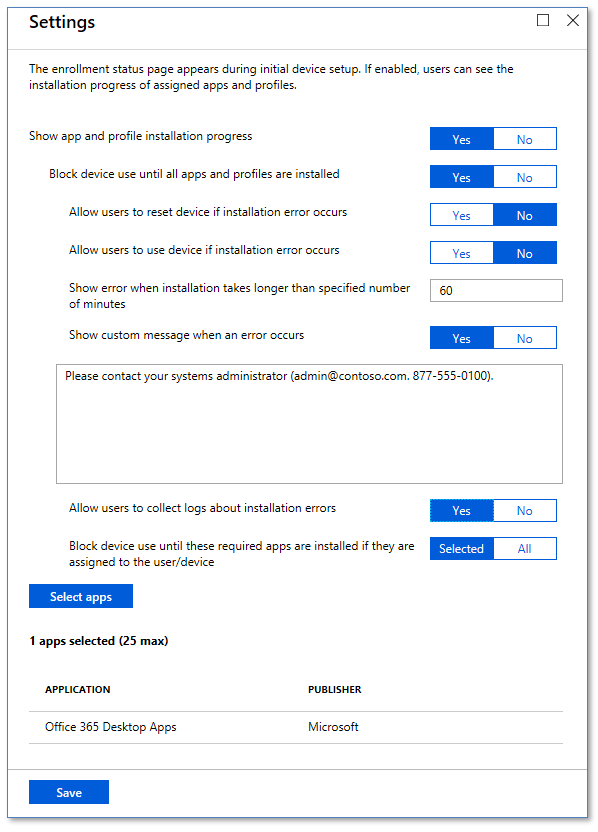 Settings
The enrollment status page appears during initial device setup. If enabled, users can see the
installation progress of assigned apps and profiles.
Show app and profile installation progress Yes No
Block device use until all apps and profiles are installed Yes No
Allow users to reset device if installation error occurs Yes No
Allow users to use device if installation error occurs Yes No
Show error when installation takes longer than specified number 60
of minutes
Show custom message when an error occurs Yes No
Please contact your systems administrator (admin@contoso.com. 877-555-0100).
Allow users to collect logs about installation errors Yes No
Block device use until these required apps are installed if they are Selected All
assigned to the user/device
Select apps
1 apps selected (25 max)
APPLICATION PUBLISHER
Office 365 Desktop Apps Microsoft
Save